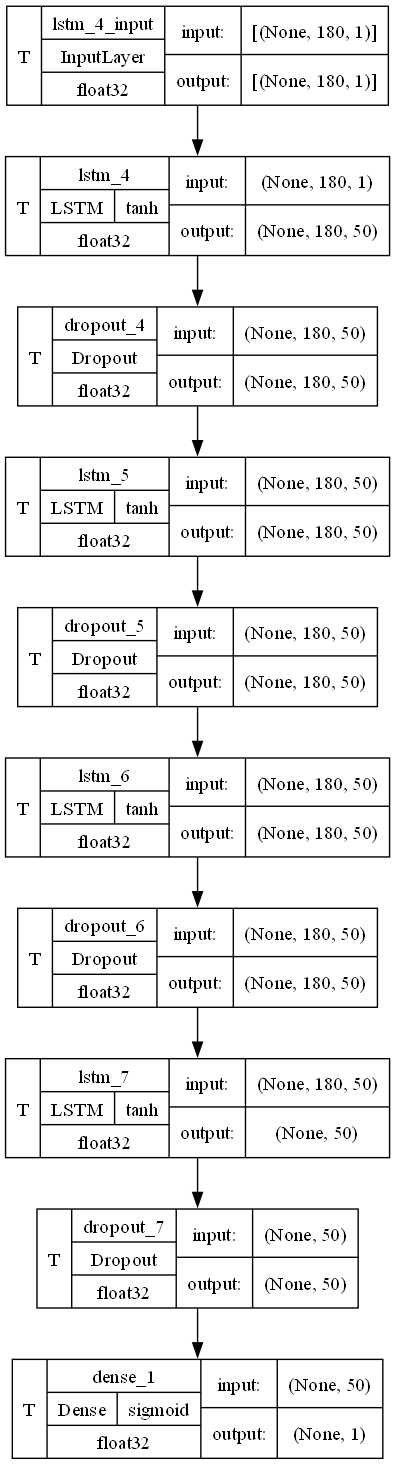 lstm_4_input input: [(None, 180, 1)]
T InputLayer
float32 output: [(None, 180, 1)]
lstm_4 input: (None, 180, 1)
T LSTM tanh
float32 output: (None, 180, 50)
dropout_4 input: (None, 180, 50)
T Dropout
float32 output: (None, 180, 50)
lstm_5 input: (None, 180, 50)
T LSTM tanh
float32 output: (None, 180, 50)
dropout_5 input: (None, 180, 50)
T Dropout
float32 output: (None, 180, 50)
lstm_6 input: (None, 180, 50)
T LSTM tanh
float32 output: (None, 180, 50)
dropout_6 input: (None, 180, 50)
T Dropout
float32 output: (None, 180, 50)
lstm_7 input: (None, 180, 50)
T LSTM tanh
float32 output: (None, 50)
dropout_7 input: (None, 50)
T Dropout
float32 output: (None, 50)
dense_1 input: (None, 50)
T Dense sigmoid
float32 output: (None, 1)